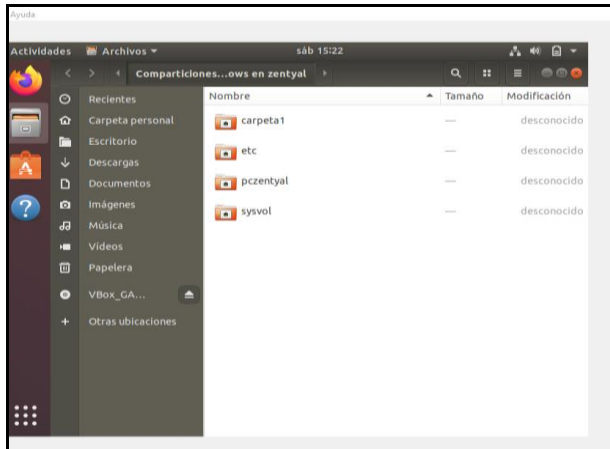 Ayuda
Actividades Archivos sáb 15:22
Comparticiones...ows en zentyal
Nombre Tamaño Modificación
Recientes
Carpeta personal
Escritorio
Descargas
Documentos
Imágenes
Música
Vídeos
Papelera
VBox_GA...
Otras ubicaciones
carpeta1 — desconocido
etc — desconocido
pczentyal — desconocido
sysvol — desconocido